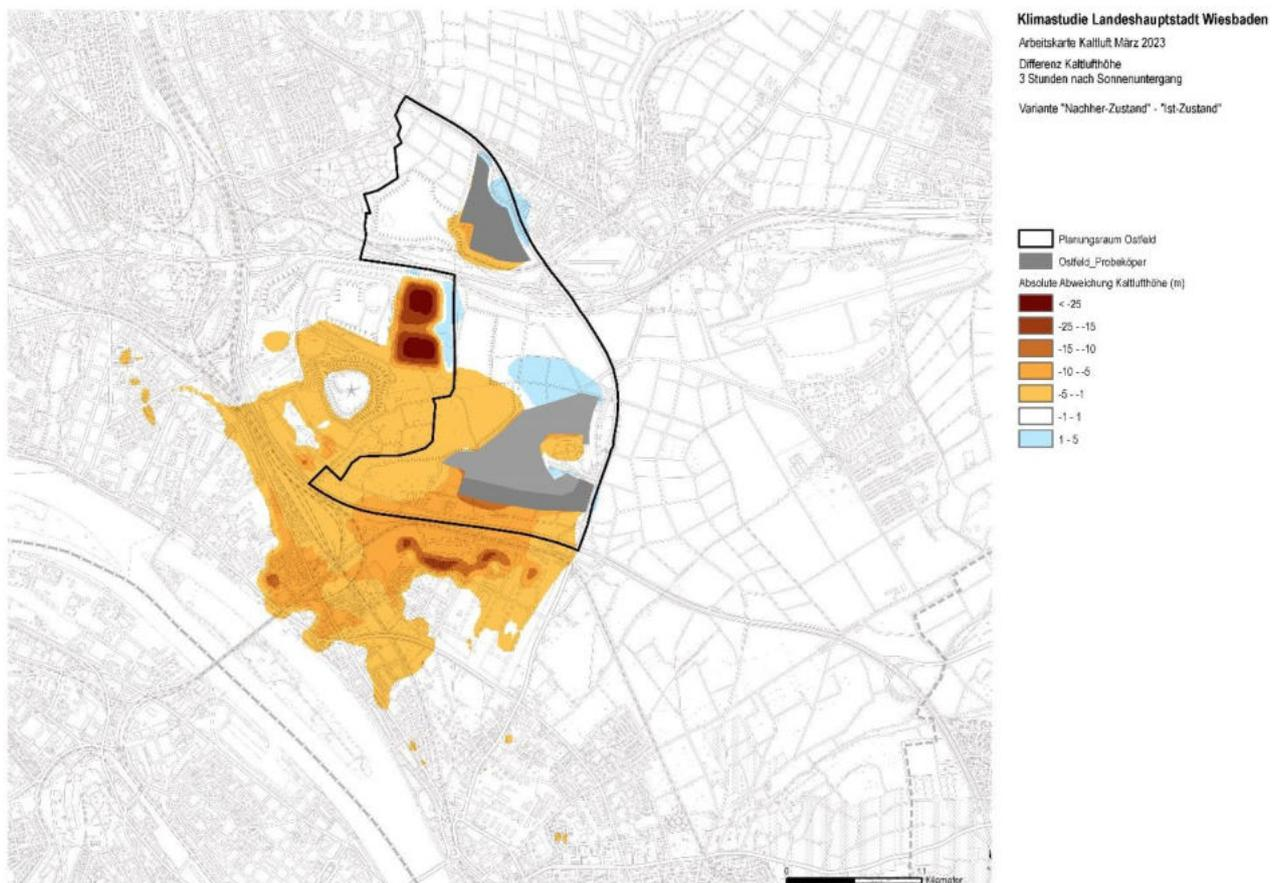 Klimastudie Landeshauptstadt Wiesbaden
Arbeitskarte Kaltluft März 2023
Differenz Kaltlufthöhe
3 Stunden nach Sonnenuntergang
Variante "Nachher-Zustand" - "Ist-Zustand"
Planungsraum Ostfeld
Ostfeld_Probeköper
Absolute Abweichung Kaltlufthöhe (m)
< -25
-25 - -15
-15 - -10
-10 - -5
-5 - -1
-1 - 1
1 - 5
0
Kilometer